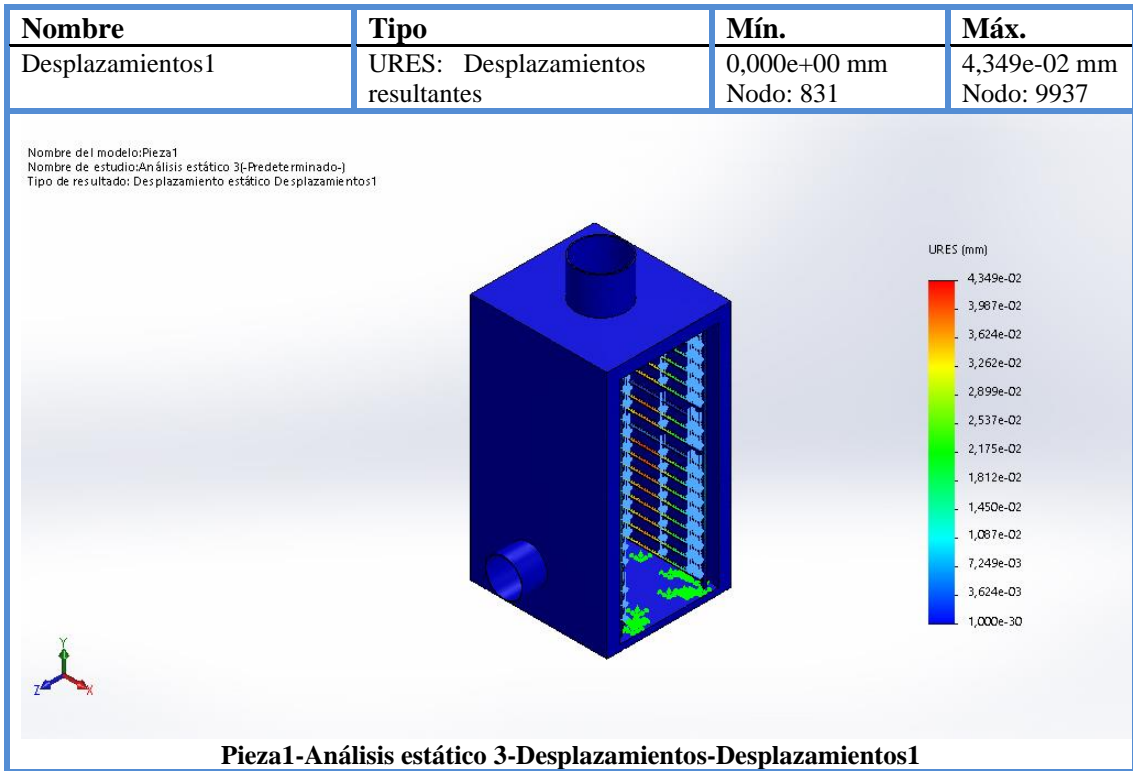 Nombre Tipo Mín. Máx.
Desplazamientos1 URES: Desplazamientos 0,000e+00 mm 4,349e-02 mm
resultantes Nodo: 831 Nodo: 9937
Nombre del modelo:Pieza1
Nombre de estudio:Análisis estático 3(-Predeterminado-)
Tipo de resultado: Desplazamiento estático Desplazamientos1
URES (mm)
4,349e-02
3,987e-02
3,624e-02
3,262e-02
2,899e-02
2,537e-02
2,175e-02
1,812e-02
1,450e-02
1,087e-02
7,249e-03
3,624e-03
1,000e-30
Y
Z X
Pieza1-Análisis estático 3-Desplazamientos-Desplazamientos1